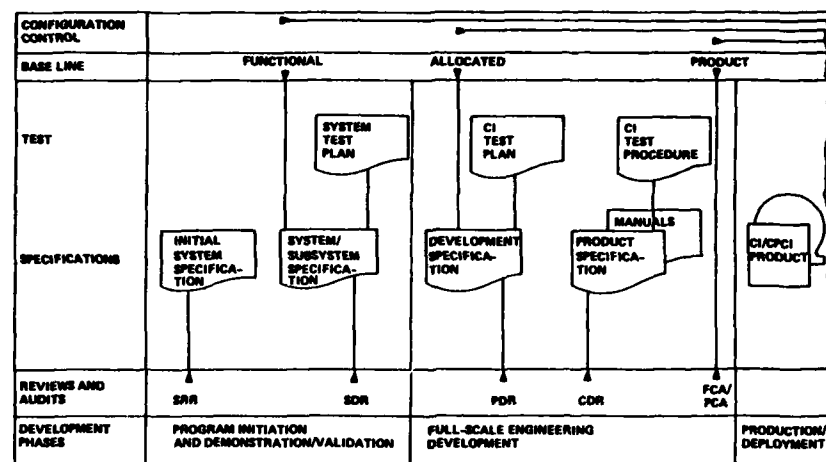 CONFIGURATION
CONTROL
BASE LINE
FUNCTIONAL
ALLOCATED
PRODUCT
TEST
SYSTEM
TEST
PLAN
CI
TEST
PLAN
CI
TEST
PROCEDURE
SPECIFICATIONS
INITIAL
SYSTEM
SPECIFICA-
TION
SYSTEM/
SUBSYSTEM
SPECIFICA-
TION
DEVELOPMENT
SPECIFICA-
TION
MANUALS
PRODUCT
SPECIFICA-
TION
CI/CPCI
PRODUCT
REVIEWS AND
AUDITS
SRR
SDR
PDR
CDR
FCA/
PCA
DEVELOPMENT
PHASES
PROGRAM INITIATION
AND DEMONSTRATION/VALIDATION
FULL-SCALE ENGINEERING
DEVELOPMENT
PRODUCTION/
DEPLOYMENT